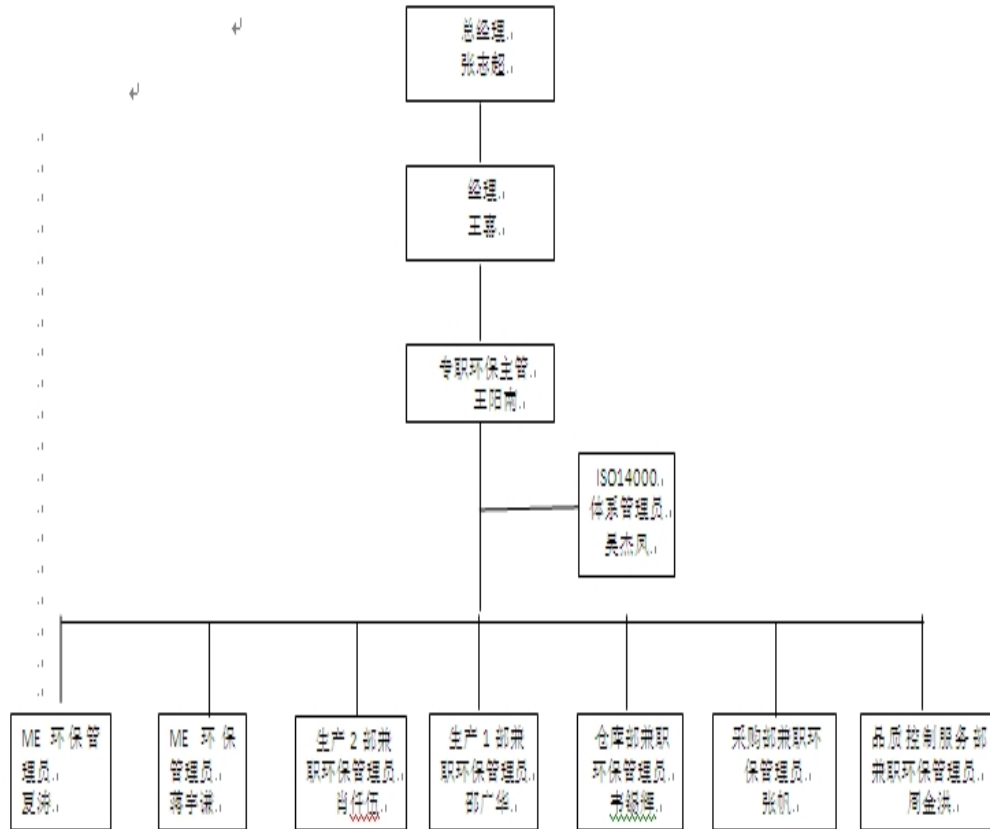 总经理
张志超
经理
王嘉
专职环保主管
王阳南
ISO14000
体系管理员
吴杰凤
ME 环保管
理员
夏涛
ME 环保
管理员
蒋宇谦
生产2部兼
职环保管理员
肖仟伍
生产1部兼
职环保管理员
邵广华
仓库部兼职
环保管理员
采购部兼职环
保管理员
张帆
品质控制服务部
兼职环保管理员
周金洪